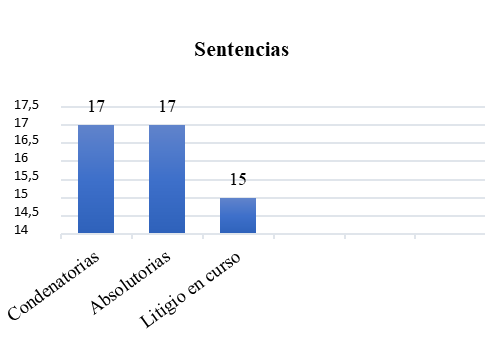 Sentencias
17 17
15
17,5
17
16,5
16
15,5
15
14,5
14
Condenatorias
Absolutorias
Litigio en curso